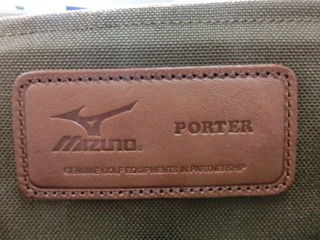 MIZUNO PORTER
GENUINE GOLF EQUIPMENTS IN PARTNERSHIP